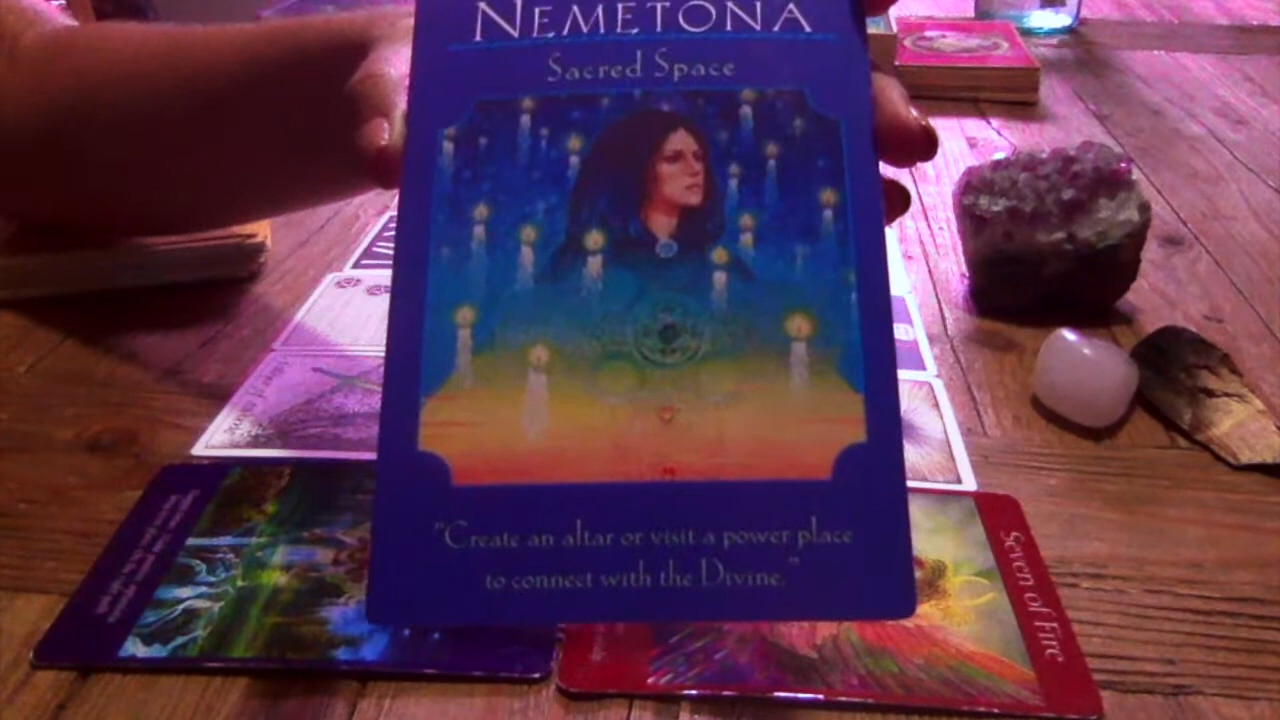 NEMETONA
Sacred Space
"Create an altar or visit a power place
to connect with the Divine."
Seven of Fire